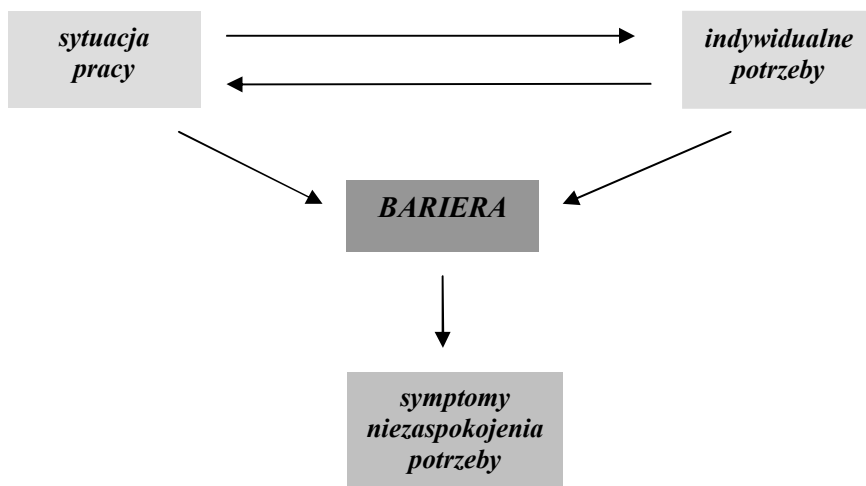 sytuacja
pracy
indywidualne
potrzeby
BARIERA
symptomy
niezaspokojenia
potrzeby